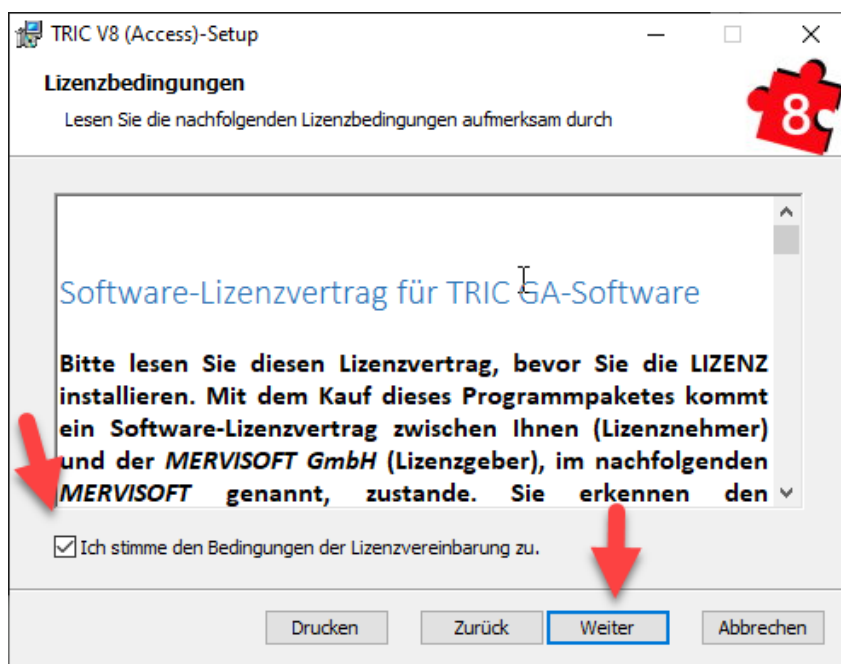 TRIC V8 (Access)-Setup
Lizenzbedingungen
Lesen Sie die nachfolgenden Lizenzbedingungen aufmerksam durch
8
Software-Lizenzvertrag für TRIC GA-Software
Bitte lesen Sie diesen Lizenzvertrag, bevor Sie die LIZENZ
installieren. Mit dem Kauf dieses Programmpaketes kommt
ein Software-Lizenzvertrag zwischen Ihnen (Lizenznehmer)
und der MERVISOFT GmbH (Lizenzgeber), im nachfolgenden
MERVISOFT genannt, zustande. Sie erkennen den
Ich stimme den Bedingungen der Lizenzvereinbarung zu.
Drucken Zurück Weiter Abbrechen